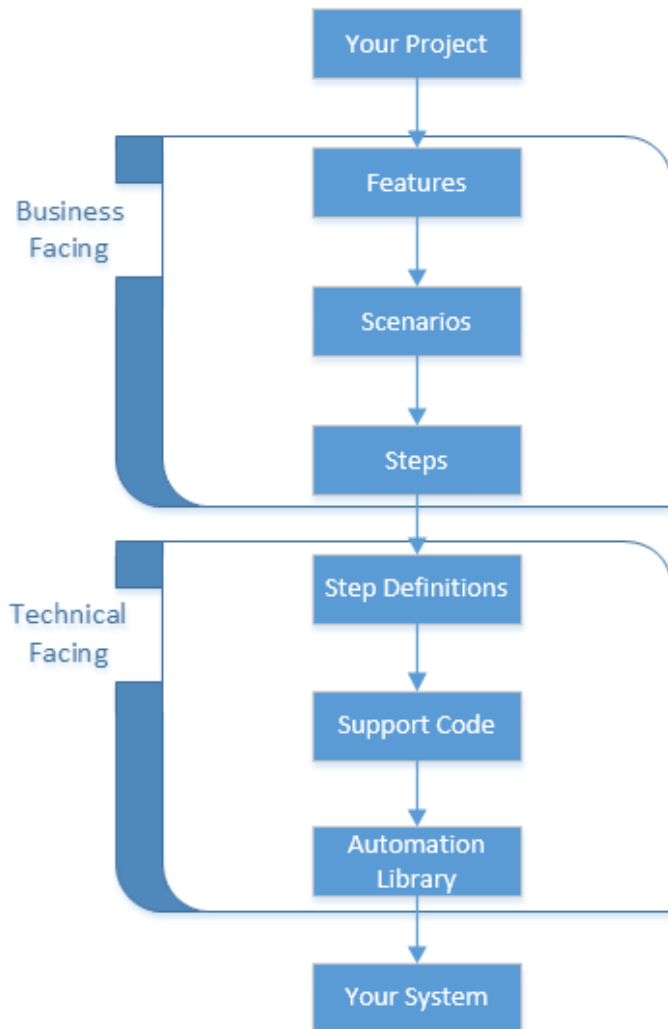 Your Project
Features
Business
Facing
Scenarios
Steps
Step Definitions
Technical
Facing
Support Code
Automation
Library
Your System